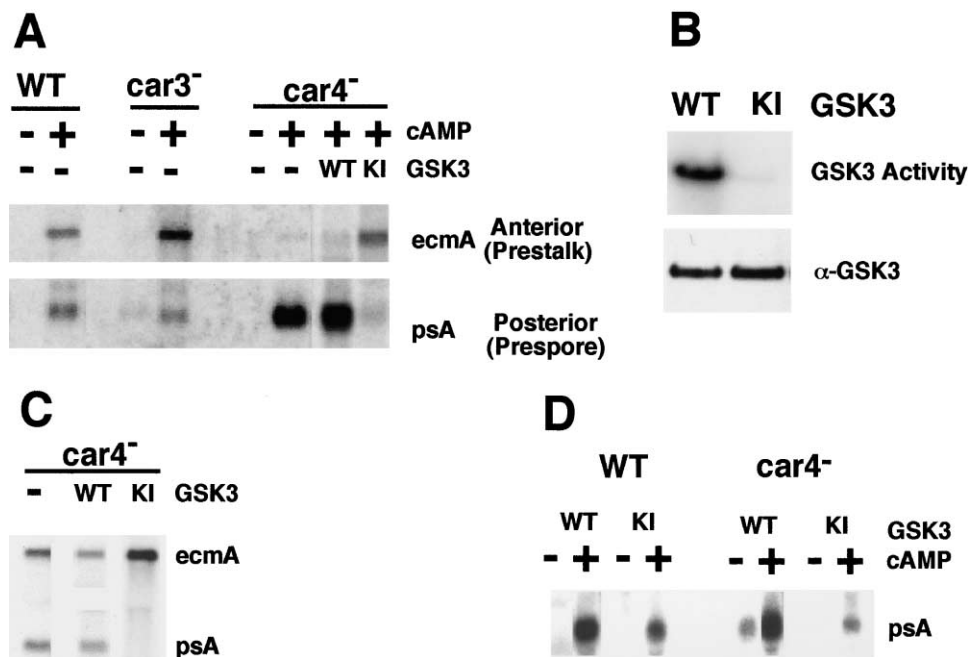 A
WT car3- car4-
- + - + - + + + cAMP
- - - - - - WT KI GSK3
ecmA Anterior (Prestalk)
psA Posterior (Prespore)
B
WT KI GSK3
GSK3 Activity
α-GSK3
C
car4-
- WT KI GSK3
ecmA
psA
D
WT car4-
WT KI WT KI GSK3
- + - + - + - + cAMP
psA